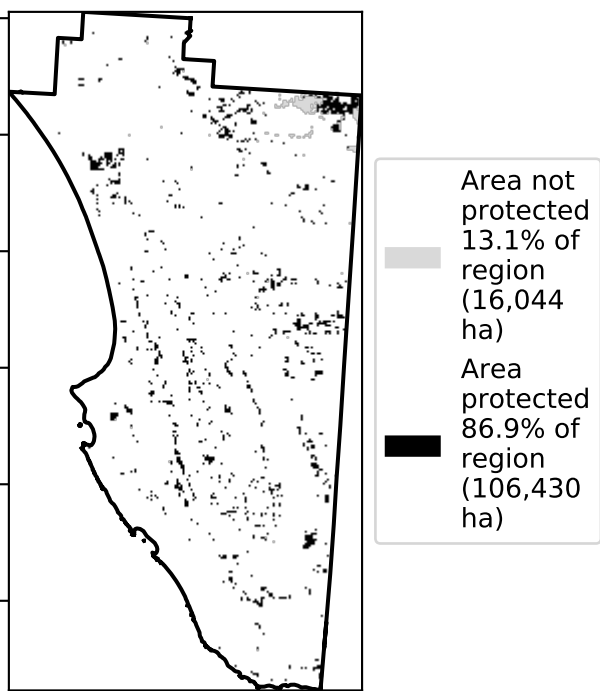 Area not
protected
13.1% of
region
(16,044
ha)
Area
protected
86.9% of
region
(106,430
ha)